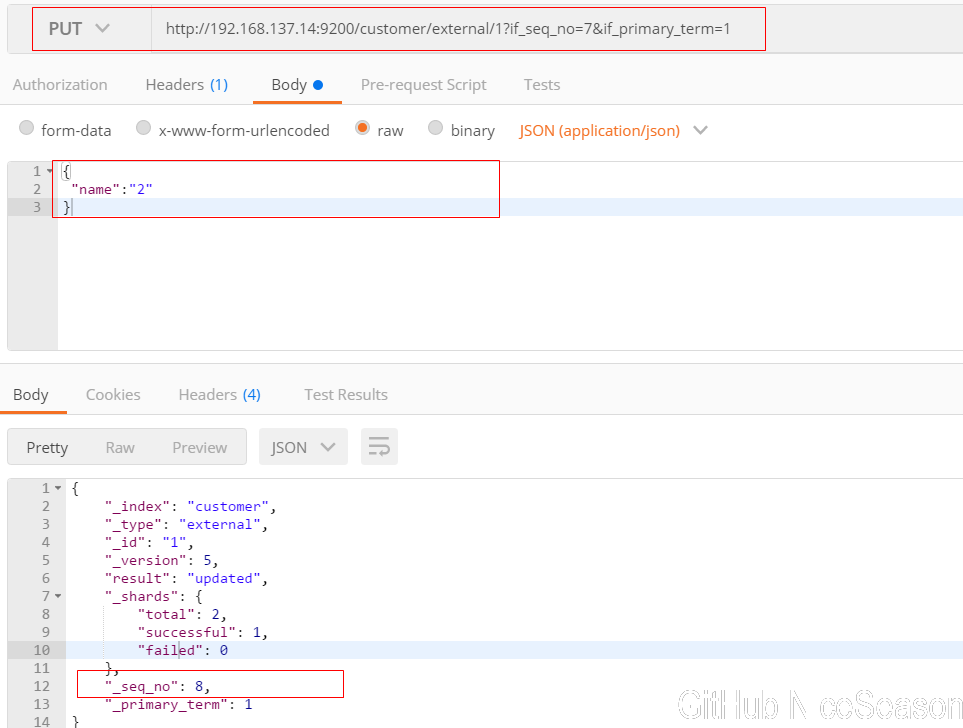 PUT http://192.168.137.14:9200/customer/external/1?if_seq_no=7&if_primary_term=1
Authorization Headers (1) Body Pre-request Script Tests
form-data x-www-form-urlencoded raw binary JSON (application/json)
1 {
2 "name":"2"
3 }
Body Cookies Headers (4) Test Results
Pretty Raw Preview JSON
1 {
2 "_index": "customer",
3 "_type": "external",
4 "_id": "1",
5 "_version": 5,
6 "result": "updated",
7 "_shards": {
8 "total": 2,
9 "successful": 1,
10 "failed": 0
11 },
12 "_seq_no": 8,
13 "_primary_term": 1
14 }
GitHub NiceSeason